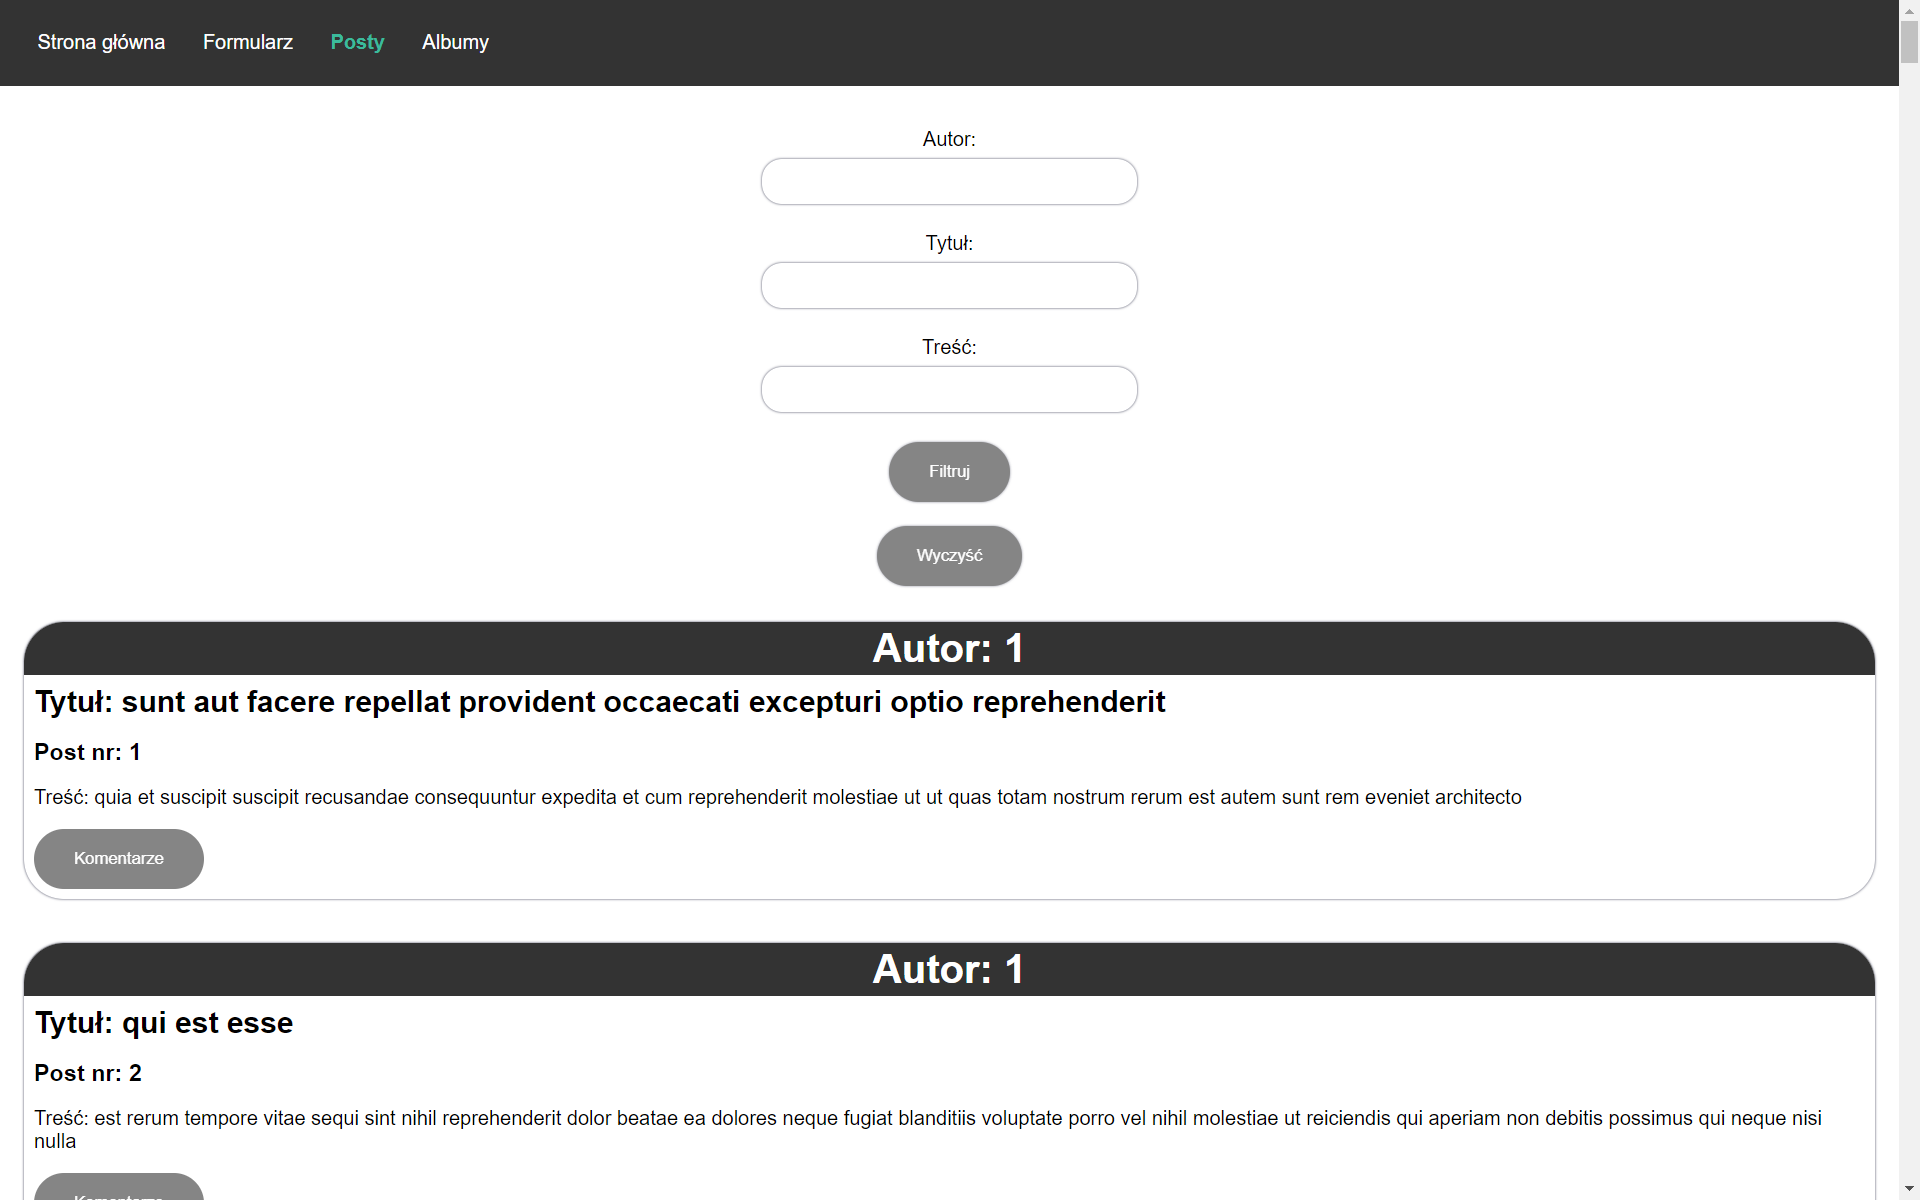 Strona główna Formularz Posty Albumy
Autor:
Tytuł:
Treść:
Filtruj
Wyczyść
Autor: 1
Tytuł: sunt aut facere repellat provident occaecati excepturi optio reprehenderit
Post nr: 1
Treść: quia et suscipit suscipit recusandae consequuntur expedita et cum reprehenderit molestiae ut ut quas totam nostrum rerum est autem sunt rem eveniet architecto
Komentarze
Autor: 1
Tytuł: qui est esse
Post nr: 2
Treść: est rerum tempore vitae sequi sint nihil reprehenderit dolor beatae ea dolores neque fugiat blanditiis voluptate porro vel nihil molestiae ut reiciendis qui aperiam non debitis possimus qui neque nisi
nulla
Komentarze